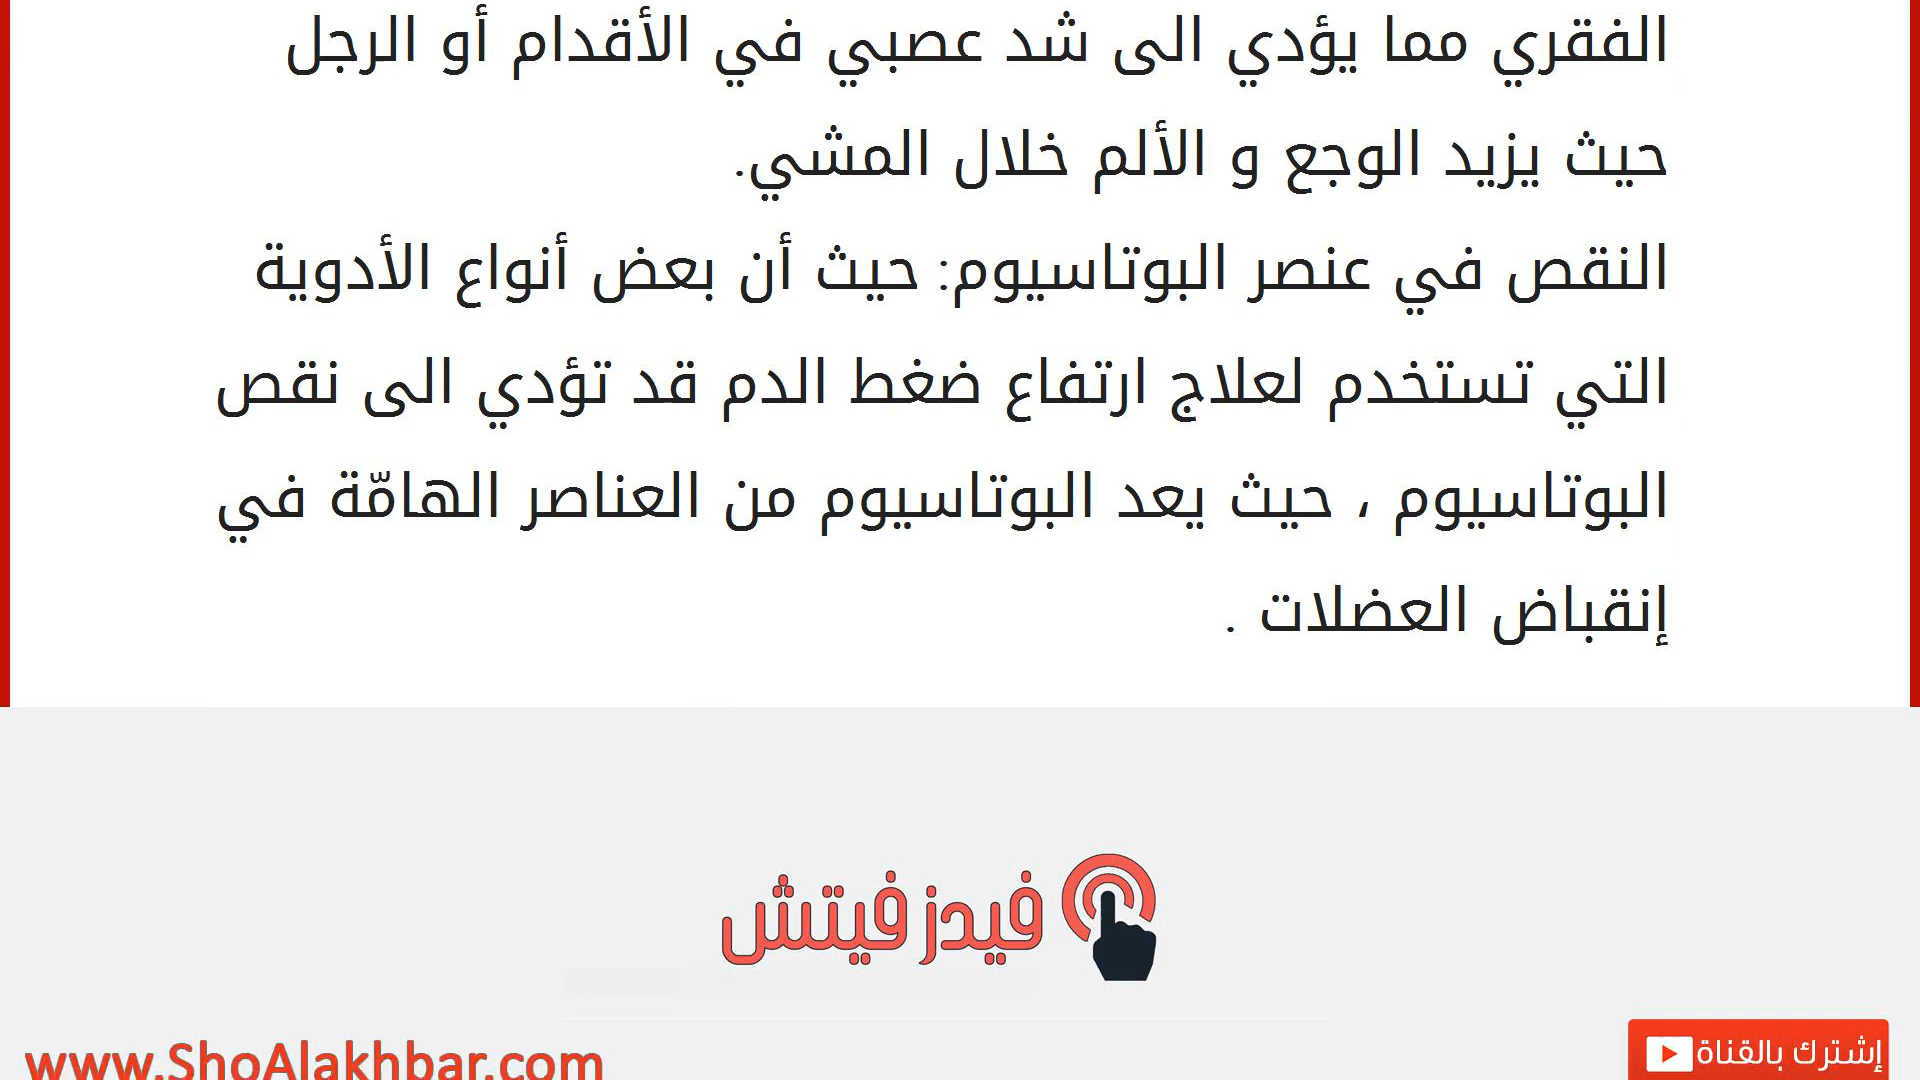 الفقري مما يؤدي الى شد عصبي في الأقدام أو الرجل
حيث يزيد الوجع و الألم خلال المشي.
النقص في عنصر البوتاسيوم: حيث أن بعض أنواع الأدوية
التي تستخدم لعلاج ارتفاع ضغط الدم قد تؤدي الى نقص
البوتاسيوم ، حيث يعد البوتاسيوم من العناصر الهامّة في
إنقباض العضلات .
فيدز فيتش
www.ShoAlakhbar.com
إشترك بالقناة